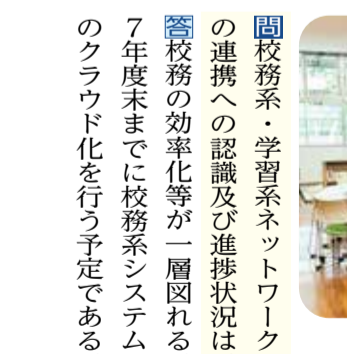 問校務系・学習系ネットワーク
の連携への認識及び進捗状況は
答校務の効率化等が一層図れる
７年度末までに校務系システム
のクラウド化を行う予定である